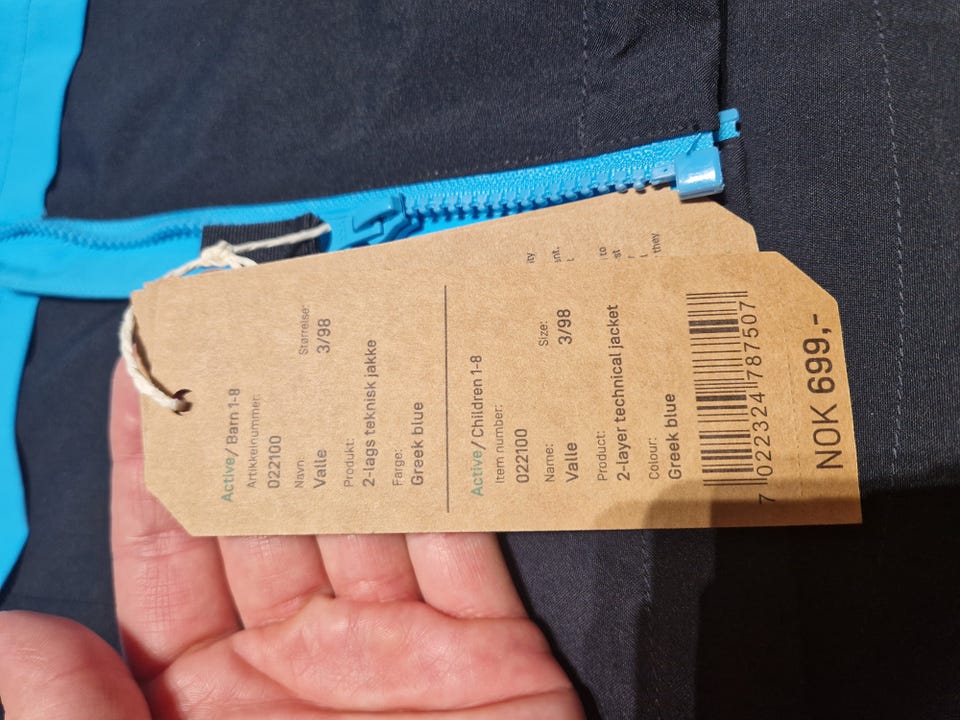 Active/ Barn 1-8
Artikkelnummer: Størrelse:
022100 3/98
Navn:
Valle
Produkt:
2-lags teknisk jakke
Farge:
Greek blue
Active/ Children 1-8
Item number: Size:
022100 3/98
Name:
Valle
Product:
2-layer technical jacket
Colour:
Greek blue
7 022324 787507
NOK 699,-
they
to